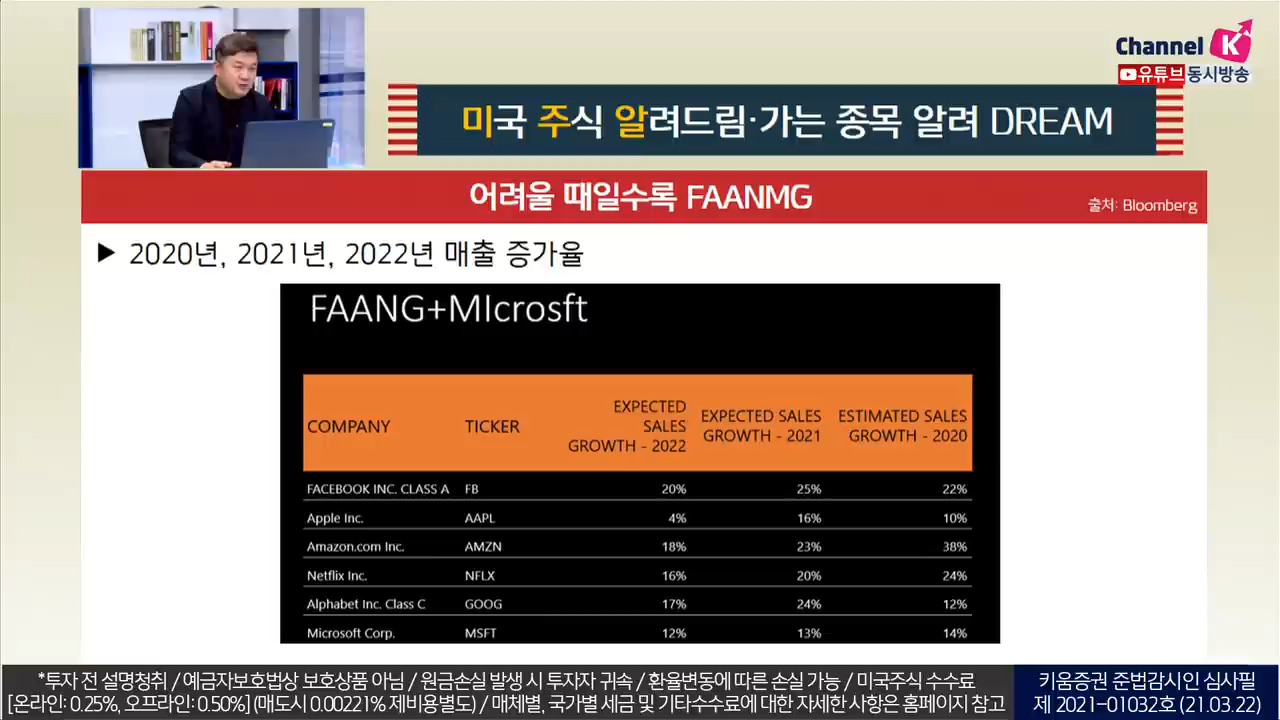 Channel K
유튜브 동시방송
미국 주식 알려드림·가는 종목 알려 DREAM
어려울 때일수록 FAANMG
출처: Bloomberg
▶ 2020년, 2021년, 2022년 매출 증가율
FAANG+MIcrosft
COMPANY TICKER EXPECTED SALES GROWTH - 2022 EXPECTED SALES GROWTH - 2021 ESTIMATED SALES GROWTH - 2020
FACEBOOK INC. CLASS A FB 20% 25% 22%
Apple Inc. AAPL 4% 16% 10%
Amazon.com Inc. AMZN 18% 23% 38%
Netflix Inc. NFLX 16% 20% 24%
Alphabet Inc. Class C GOOG 17% 24% 12%
Microsoft Corp. MSFT 12% 13% 14%
*투자 전 설명청취 / 예금자보호법상 보호상품 아님 / 원금손실 발생 시 투자자 귀속 / 환율변동에 따른 손실 가능 / 미국주식 수수료
[온라인: 0.25%, 오프라인: 0.50%] (매도시 0.00221% 제비용별도) / 매체별, 국가별 세금 및 기타수수료에 대한 자세한 사항은 홈페이지 참고
키움증권 준법감시인 심사필
제 2021-01032호 (21.03.22)